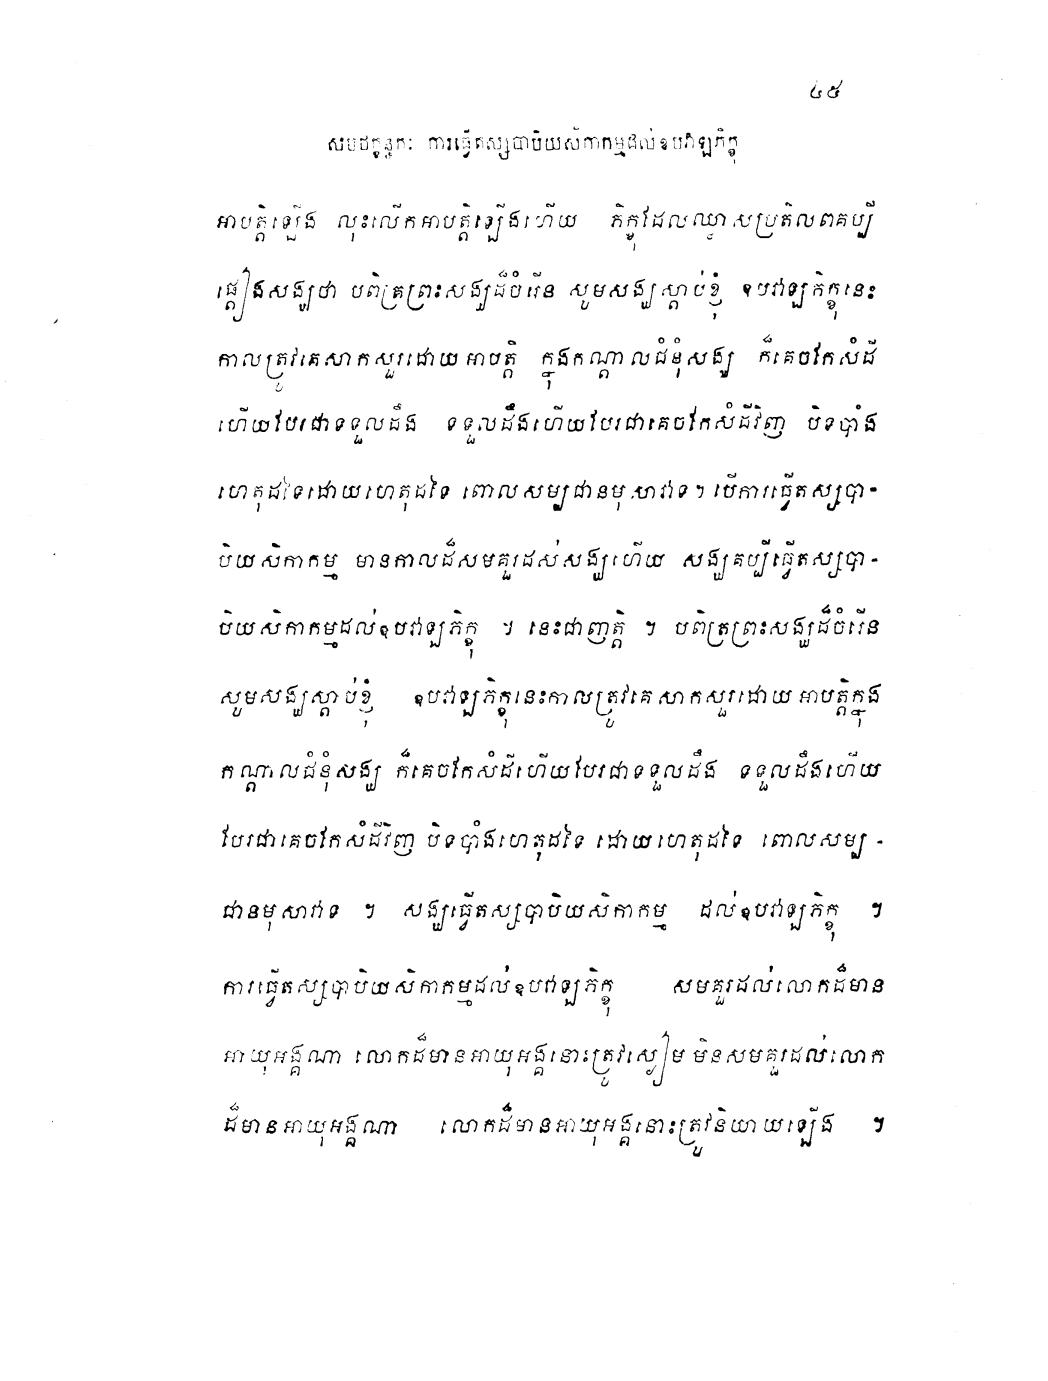 ៤៥
សមថក្ខន្ធកៈ ការធ្វើតស្សបាបិយសិកាកម្មដល់ឧបវាឡភិក្ខុ
អាបត្តិឡើង លុះលើកអាបត្តិឡើងហើយ ភិក្ខុដែលឈ្លាសប្រតិពលគប្បី
ផ្តៀងសង្ឃថា បពិត្រព្រះសង្ឃដ៏ចំរើន សូមសង្ឃស្តាប់ខ្ញុំ ឧបវាឡភិក្ខុនេះ
កាលត្រូវគេសាកសួរដោយអាបត្តិ ក្នុងកណ្តាលជំនុំសង្ឃ ក៏គេចកែសំដី
ហើយបែរជាទទួលដឹង ទទួលដឹងហើយបែរជាគេចកែសំដីវិញ បិទបាំង
ហេតុដទៃដោយហេតុដទៃ ពោលសម្បជានមុសាវាទ។ បើការធ្វើតស្សបា-
បិយសិកាកម្ម មានកាលដ៏សមគួរដល់សង្ឃហើយ សង្ឃគប្បីធ្វើតស្សបា-
បិយសិកាកម្មដល់ឧបវាឡភិក្ខុ ។ នេះជាញត្តិ ។ បពិត្រព្រះសង្ឃដ៏ចំរើន
សូមសង្ឃស្តាប់ខ្ញុំ ឧបវាឡភិក្ខុនេះកាលត្រូវគេសាកសួរដោយអាបត្តិក្នុង
កណ្តាលជំនុំសង្ឃ ក៏គេចកែសំដីហើយបែរជាទទួលដឹង ទទួលដឹងហើយ
បែរជាគេចកែសំដីវិញ បិទបាំងហេតុដទៃ ដោយហេតុដទៃ ពោលសម្ប -
ជានមុសាវាទ ។ សង្ឃធ្វើតស្សបាបិយសិកាកម្ម ដល់ឧបវាឡភិក្ខុ ។
ការធ្វើតស្សបាបិយសិកាកម្មដល់ឧបវាឡភិក្ខុ សមគួរដល់លោកដ៏មាន
អាយុអង្គណា លោកដ៏មានអាយុអង្គនោះត្រូវស្ងៀម មិនសមគួរដល់លោក
ដ៏មានអាយុអង្គណា លោកដ៏មានអាយុអង្គនោះត្រូវនិយាយឡើង ។